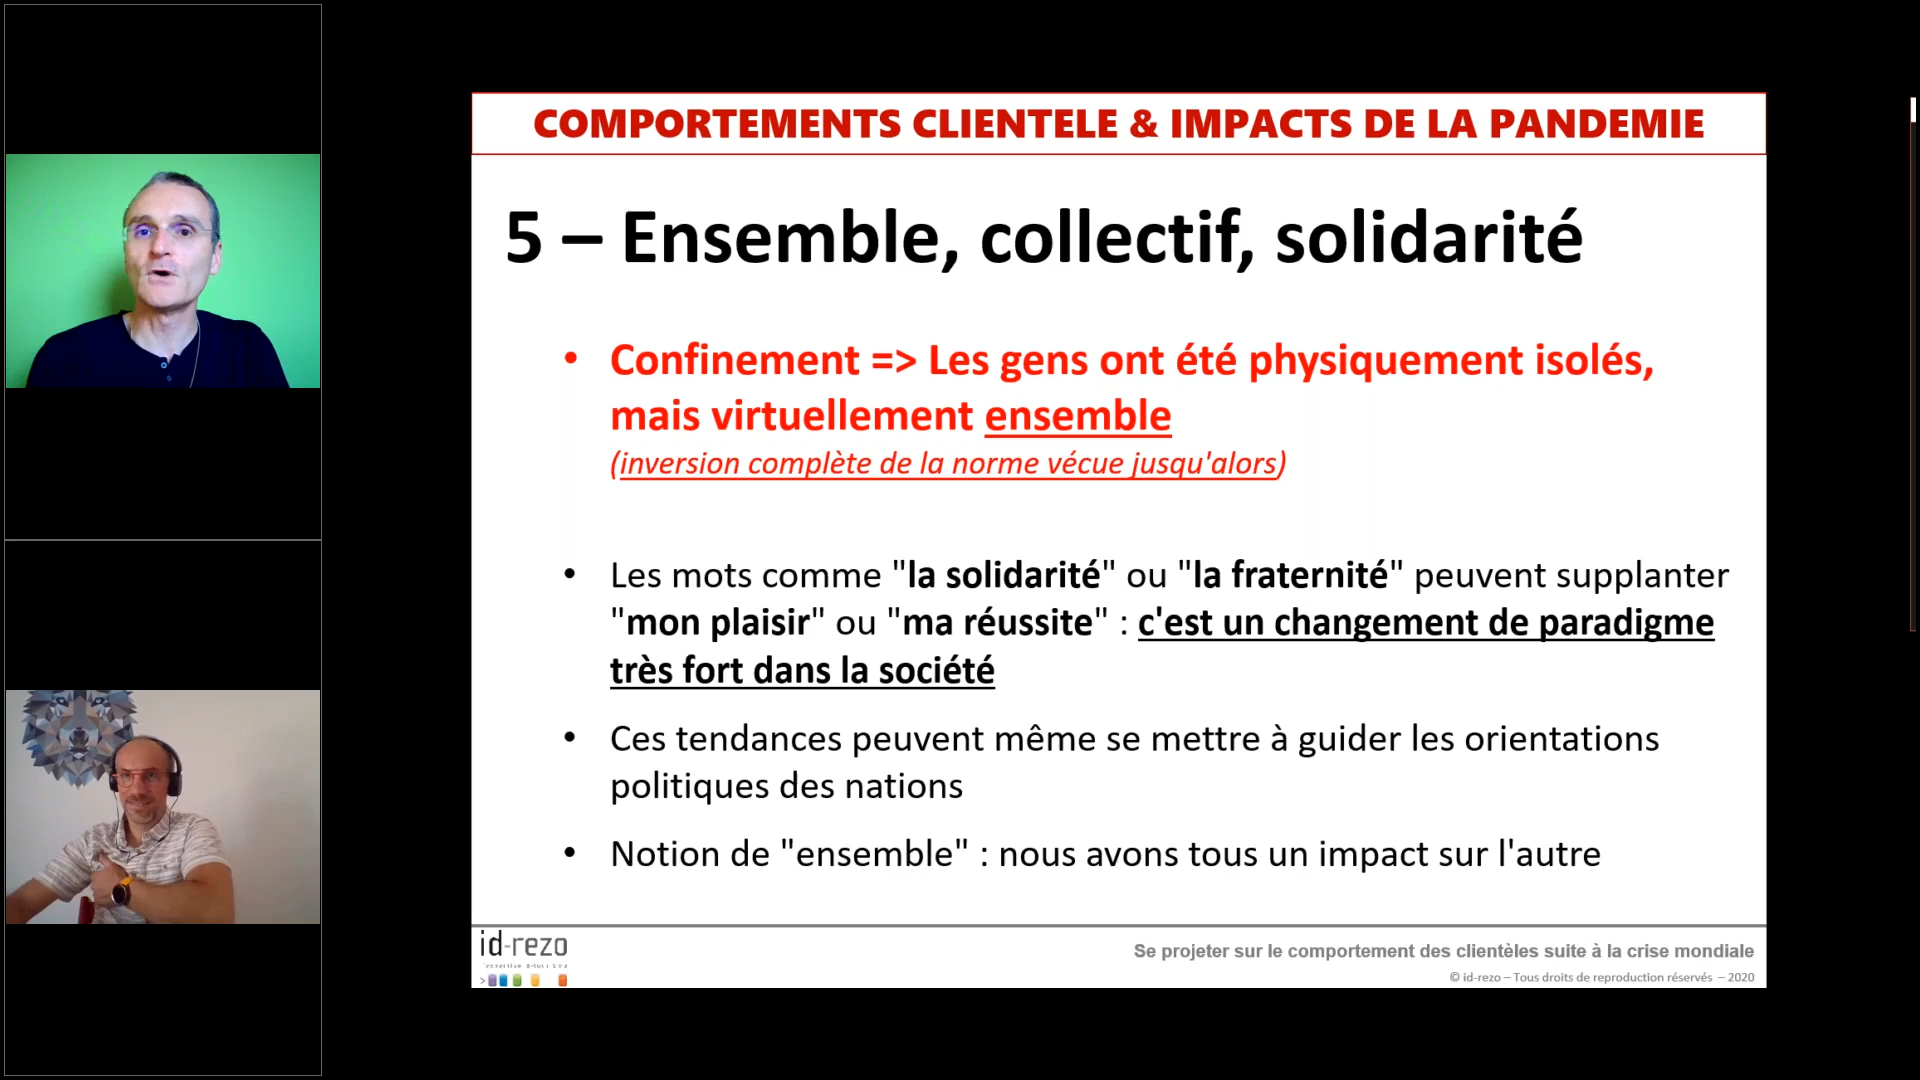 COMPORTEMENTS CLIENTELE & IMPACTS DE LA PANDEMIE
5 – Ensemble, collectif, solidarité
• Confinement => Les gens ont été physiquement isolés,
mais virtuellement ensemble
(inversion complète de la norme vécue jusqu'alors)
• Les mots comme "la solidarité" ou "la fraternité" peuvent supplanter
"mon plaisir" ou "ma réussite" : c'est un changement de paradigme
très fort dans la société
• Ces tendances peuvent même se mettre à guider les orientations
politiques des nations
• Notion de "ensemble" : nous avons tous un impact sur l'autre
id-rezo
Se projeter sur le comportement des clientèles suite à la crise mondiale
© id-rezo – Tous droits de reproduction réservés – 2020